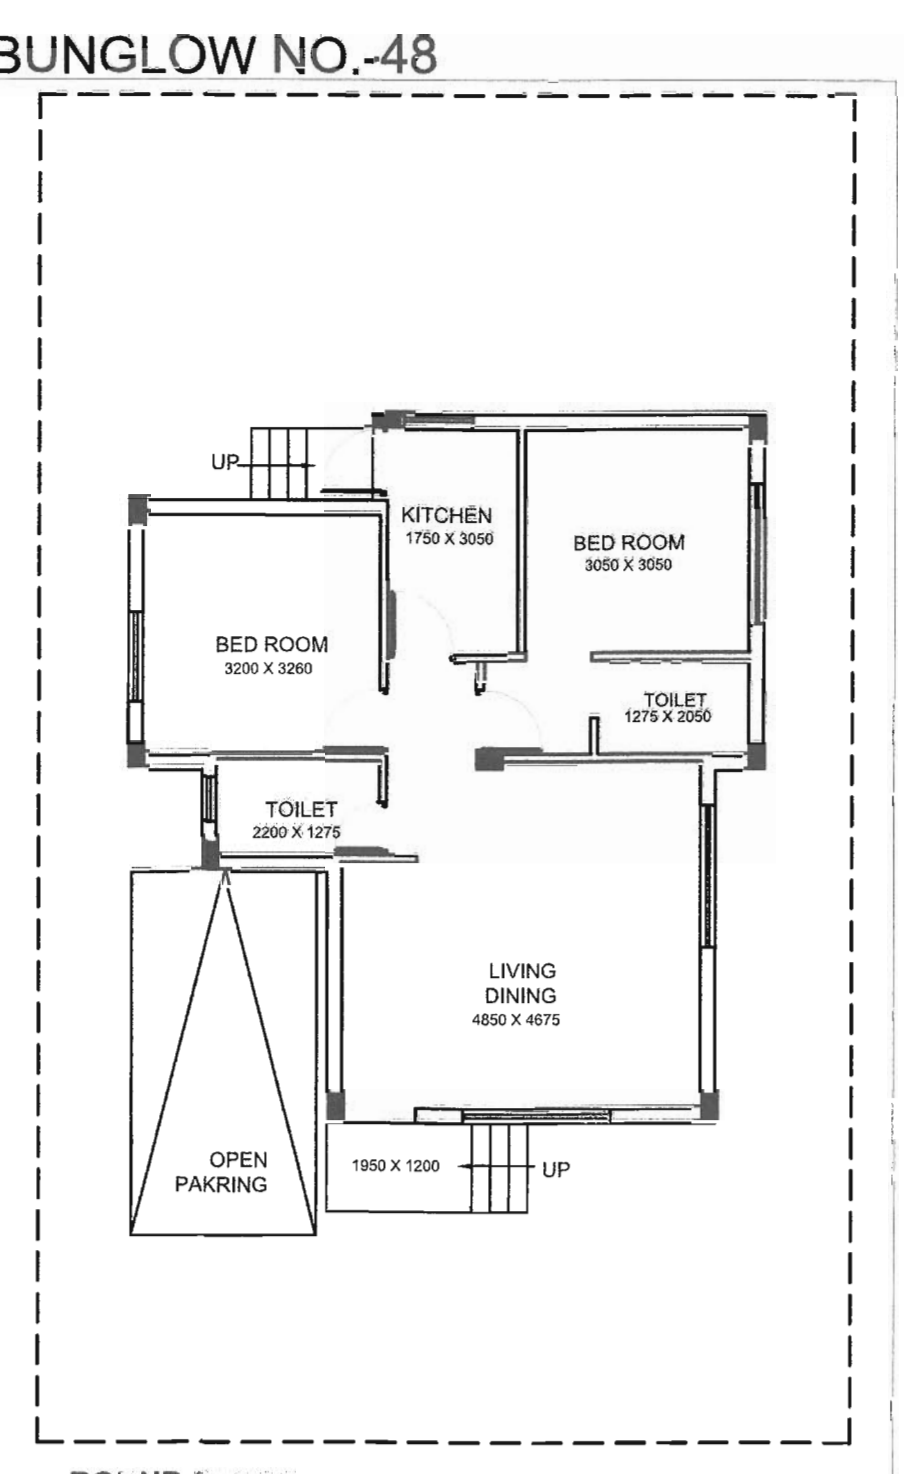 BUNGLOW NO.-48
UP
KITCHEN
1750 X 3050
BED ROOM
3050 X 3050
BED ROOM
3200 X 3260
TOILET
1275 X 2050
TOILET
2200 X 1275
LIVING
DINING
4850 X 4675
OPEN
PAKRING
1950 X 1200
UP